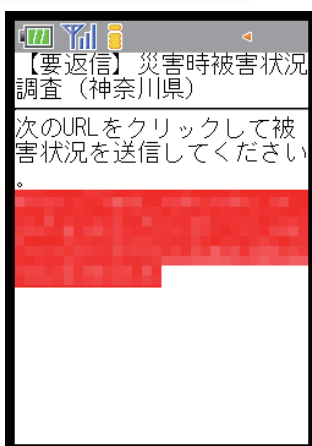 【要返信】災害時被害状況
調査（神奈川県）
次のURLをクリックして被
害状況を送信してください
。